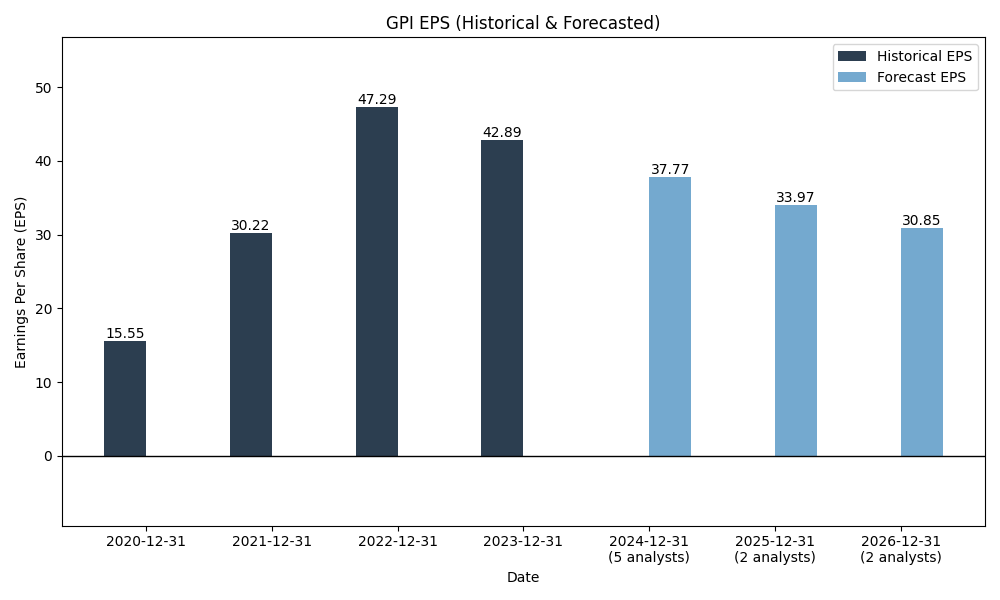 GPI EPS (Historical & Forecasted)
Historical EPS
Forecast EPS
Earnings Per Share (EPS)
50
40
30
20
10
0
15.55
30.22
47.29
42.89
37.77
33.97
30.85
2020-12-31
2021-12-31
2022-12-31
2023-12-31
2024-12-31
(5 analysts)
2025-12-31
(2 analysts)
2026-12-31
(2 analysts)
Date